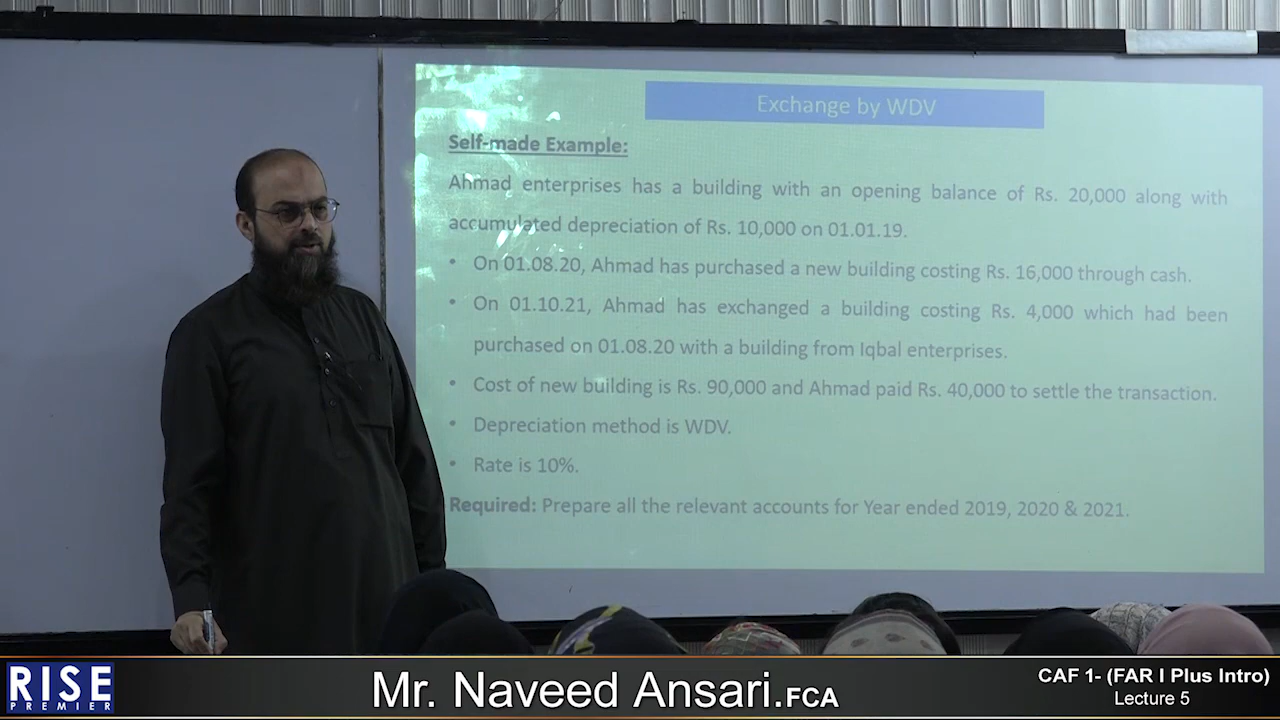 Exchange by WDV
Self-made Example:
Ahmad enterprises has a building with an opening balance of Rs. 20,000 along with
accumulated depreciation of Rs. 10,000 on 01.01.19.
• On 01.08.20, Ahmad has purchased a new building costing Rs. 16,000 through cash.
• On 01.10.21, Ahmad has exchanged a building costing Rs. 4,000 which had been
purchased on 01.08.20 with a building from Iqbal enterprises.
• Cost of new building is Rs. 90,000 and Ahmad paid Rs. 40,000 to settle the transaction.
• Depreciation method is WDV.
• Rate is 10%.
Required: Prepare all the relevant accounts for Year ended 2019, 2020 & 2021.
RISE
PREMIER
Mr. Naveed Ansari.FCA
CAF 1- (FAR I Plus Intro)
Lecture 5